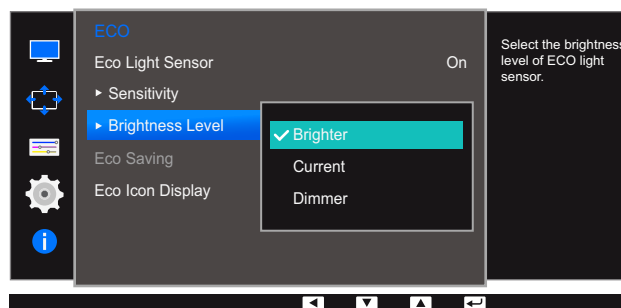 ECO
Eco Light Sensor On
Sensitivity
Brightness Level
Eco Saving
Eco Icon Display
Brighter
Current
Dimmer
Select the brightness
level of ECO light
sensor.